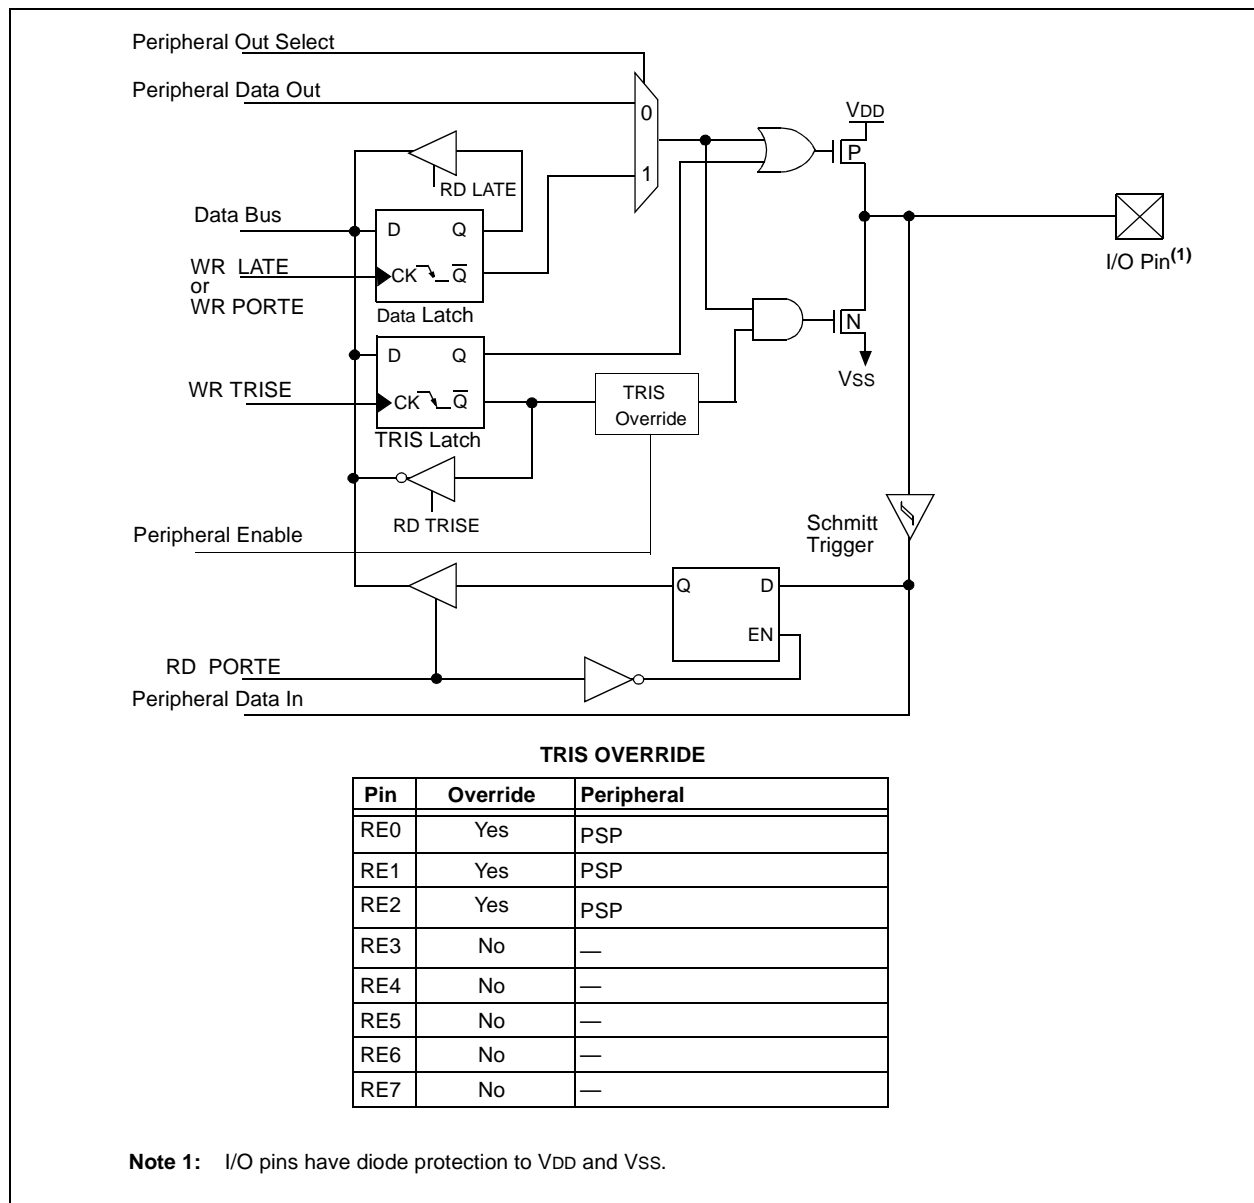 Peripheral Out Select
Peripheral Data Out
0
1
VDD
P
RD LATE
Data Bus
D Q
WR LATE
or
WR PORTE
CK Q
Data Latch
I/O Pin(1)
N
VSS
D Q
WR TRISE
CK Q
TRIS Latch
TRIS
Override
RD TRISE
Peripheral Enable
Schmitt
Trigger
Q D
EN
RD PORTE
Peripheral Data In
TRIS OVERRIDE
Pin Override Peripheral
RE0 Yes PSP
RE1 Yes PSP
RE2 Yes PSP
RE3 No —
RE4 No —
RE5 No —
RE6 No —
RE7 No —
Note 1: I/O pins have diode protection to VDD and VSS.